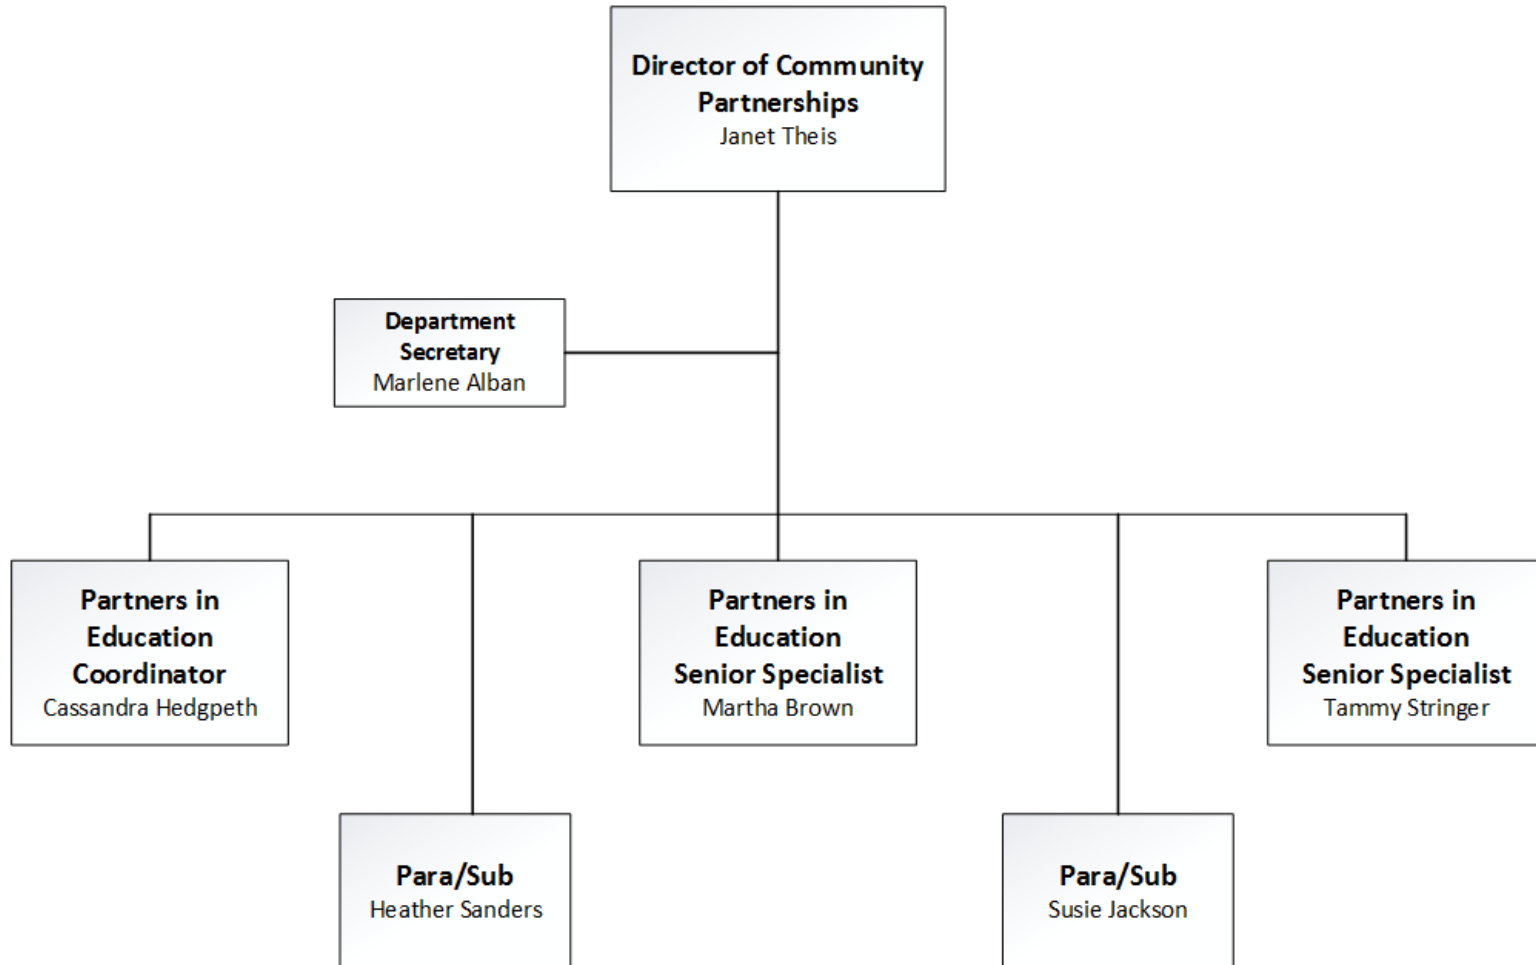 Director of Community
Partnerships
Janet Theis
Department
Secretary
Marlene Alban
Partners in
Education
Coordinator
Cassandra Hedgpeth
Partners in
Education
Senior Specialist
Martha Brown
Partners in
Education
Senior Specialist
Tammy Stringer
Para/Sub
Heather Sanders
Para/Sub
Susie Jackson